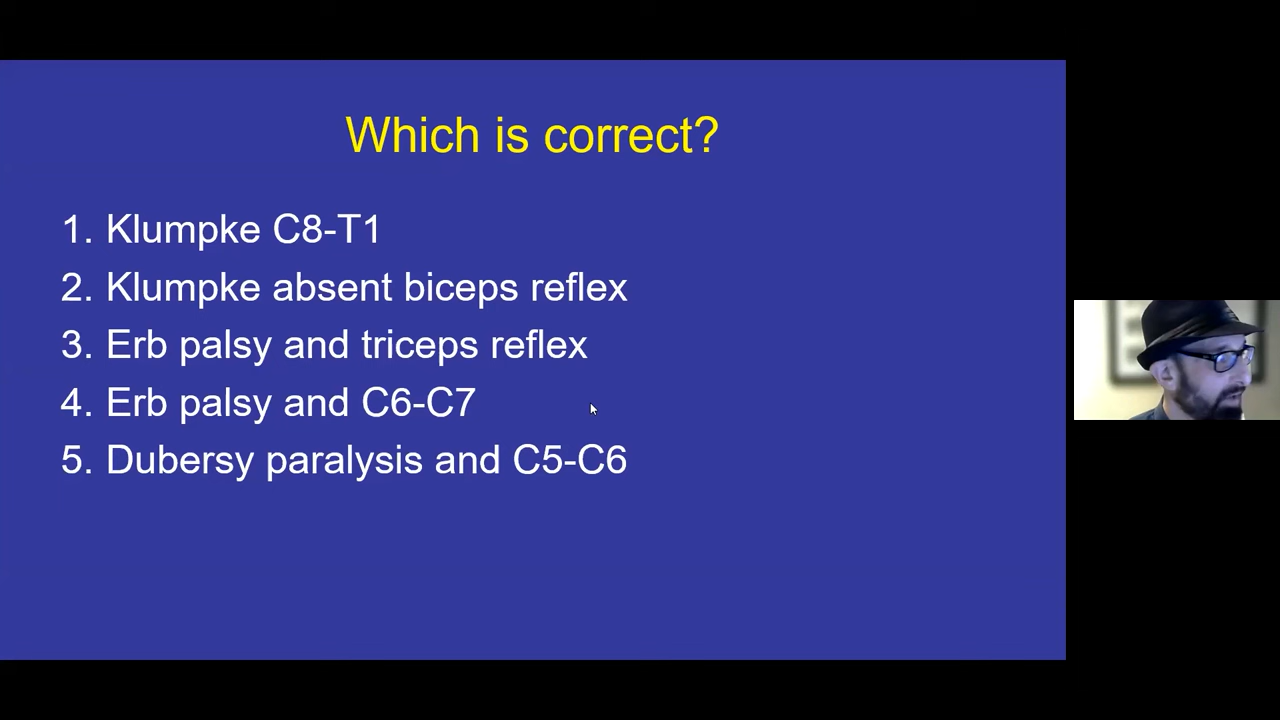 Which is correct?
1. Klumpke C8-T1
2. Klumpke absent biceps reflex
3. Erb palsy and triceps reflex
4. Erb palsy and C6-C7
5. Dubersy paralysis and C5-C6